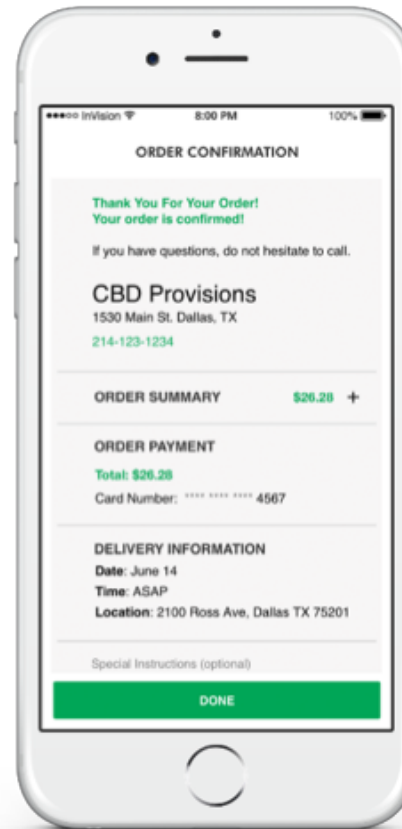 InVision 8:00 PM 100%
ORDER CONFIRMATION
Thank You For Your Order!
Your order is confirmed!
If you have questions, do not hesitate to call.
CBD Provisions
1530 Main St. Dallas, TX
214-123-1234
ORDER SUMMARY $26.28 +
ORDER PAYMENT
Total: $26.28
Card Number: **** **** **** 4567
DELIVERY INFORMATION
Date: June 14
Time: ASAP
Location: 2100 Ross Ave, Dallas TX 75201
Special Instructions (optional)
DONE